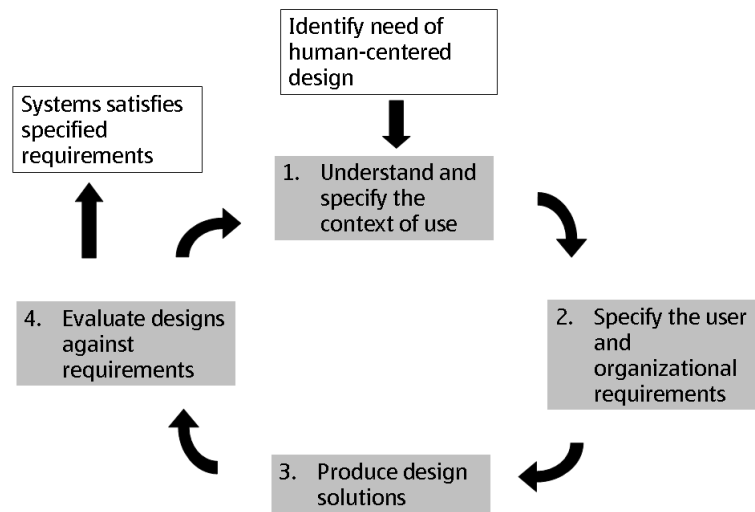 Identify need of
human-centered
design
Systems satisfies
specified
requirements
1. Understand and
specify the
context of use
2. Specify the user
and
organizational
requirements
3. Produce design
solutions
4. Evaluate designs
against
requirements